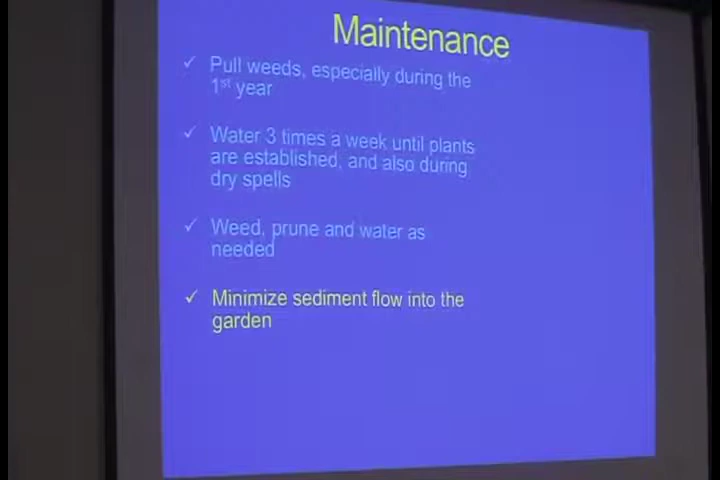 Maintenance
✓ Pull weeds, especially during the
1st year
✓ Water 3 times a week until plants
are established, and also during
dry spells
✓ Weed, prune and water as
needed
✓ Minimize sediment flow into the
garden